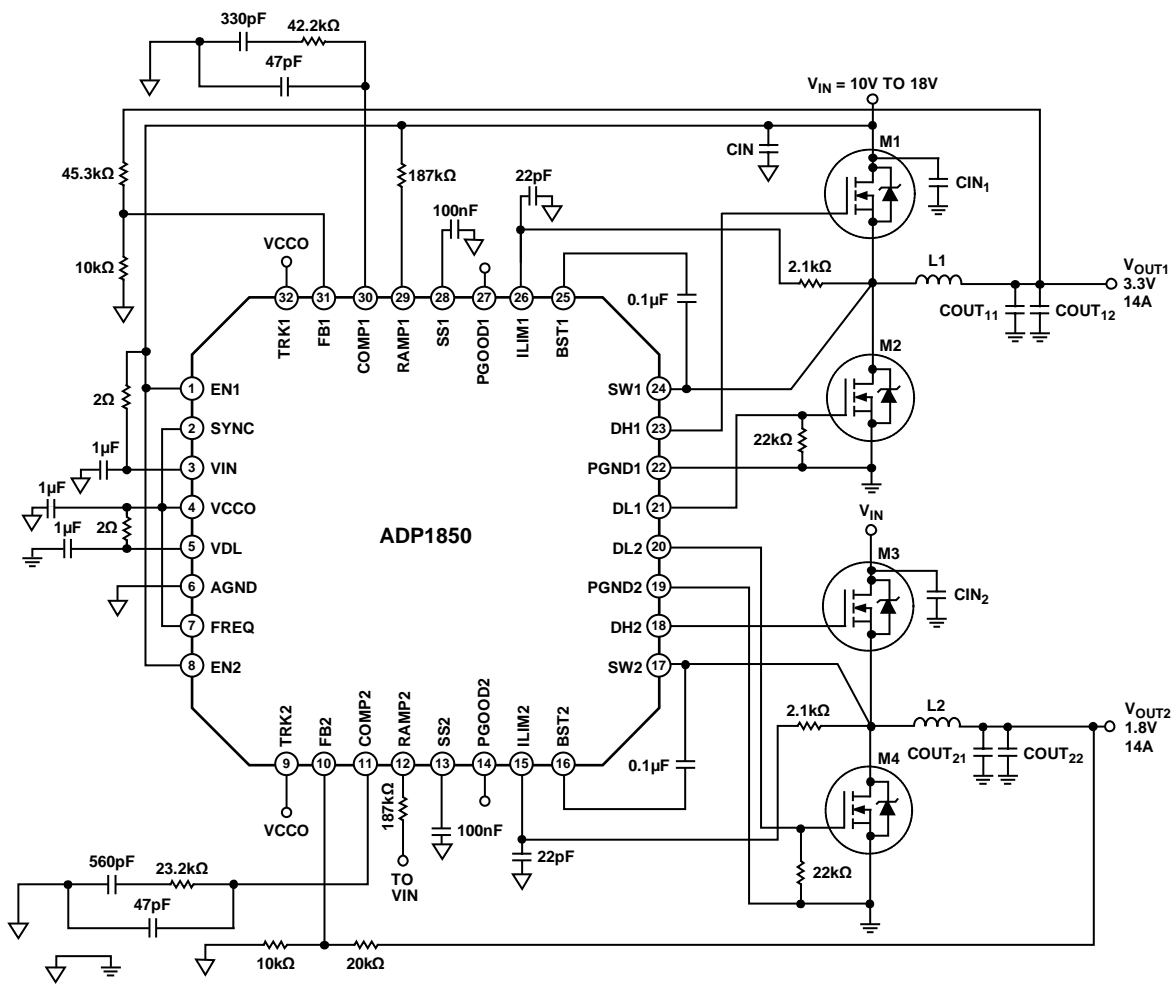 330pF
42.2kΩ
47pF
VIN = 10V TO 18V
M1
CIN
CIN1
45.3kΩ
187kΩ
22pF
100nF
VCCO
10kΩ
2.1kΩ
L1
VOUT1
3.3V
14A
0.1µF
COUT11
COUT12
32
31
30
29
28
27
26
25
TRK1
FB1
COMP1
RAMP1
SS1
PGOOD1
ILIM1
BST1
M2
1
EN1
SW1
24
2Ω
2
SYNC
DH1
23
22kΩ
1µF
3
VIN
PGND1
22
1µF
4
VCCO
DL1
21
VIN
2Ω
1µF
5
VDL
ADP1850
DL2
20
M3
6
AGND
PGND2
19
CIN2
7
FREQ
DH2
18
8
EN2
SW2
17
TRK2
FB2
COMP2
RAMP2
SS2
PGOOD2
ILIM2
BST2
9
10
11
12
13
14
15
16
2.1kΩ
L2
VOUT2
1.8V
14A
COUT21
COUT22
0.1µF
M4
187kΩ
VCCO
100nF
22pF
22kΩ
TO
VIN
560pF
23.2kΩ
47pF
10kΩ
20kΩ